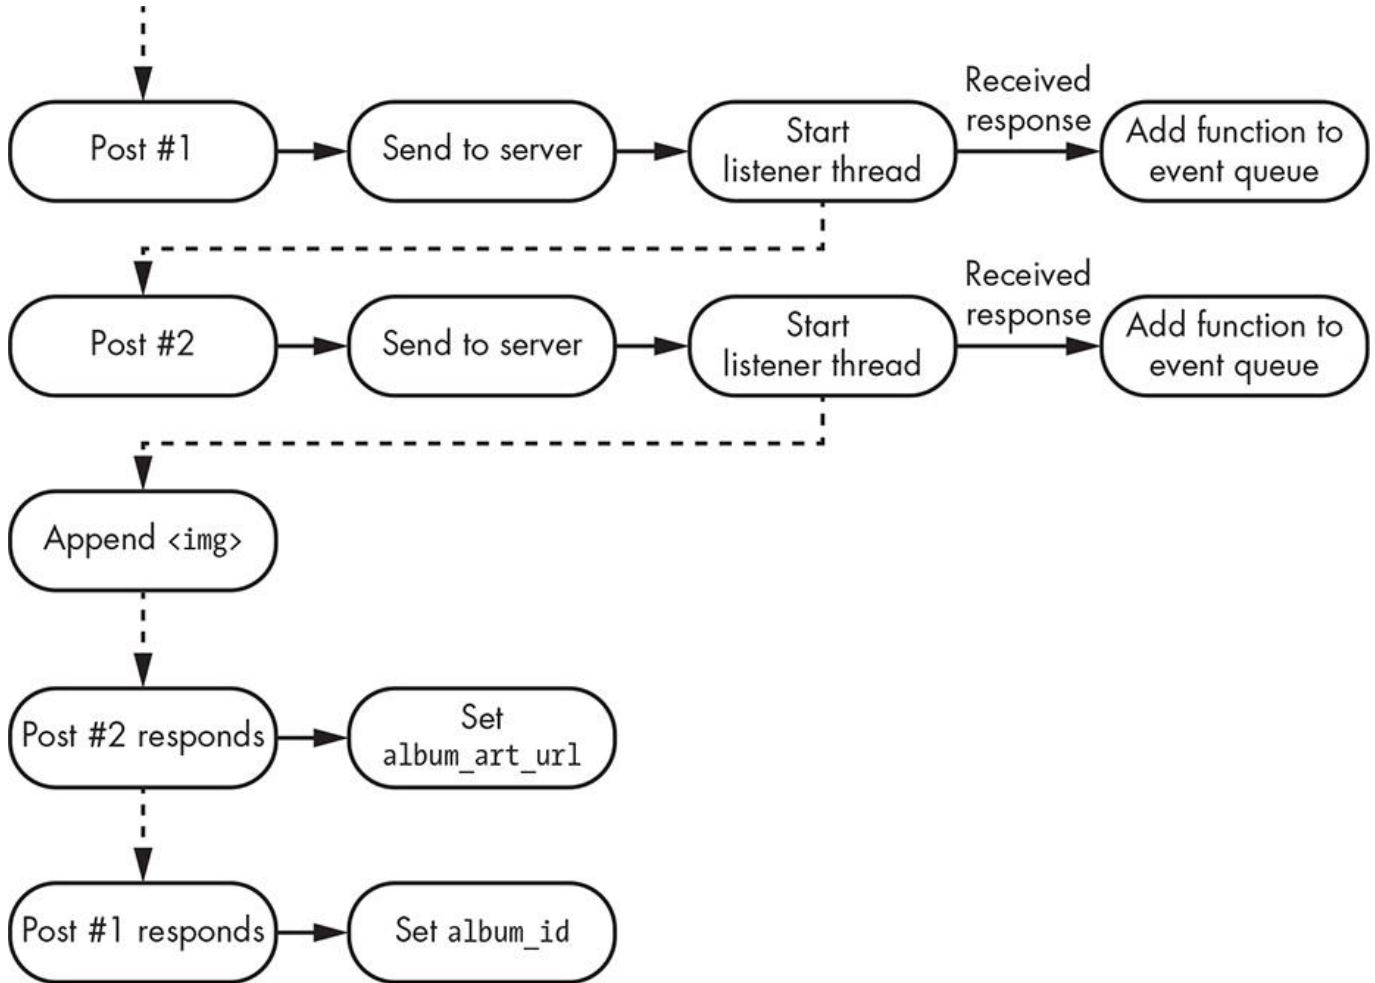 Post #1
Send to server
Start
listener thread
Received
response
Add function to
event queue
Post #2
Send to server
Start
listener thread
Received
response
Add function to
event queue
Append <img>
Post #2 responds
Set
album_art_url
Post #1 responds
Set album_id